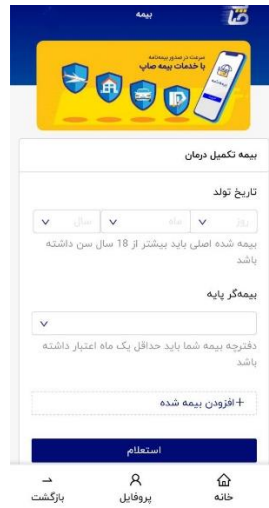 بیمه
سرعت در صدور بیمه‌نامه
با خدمات بیمه صاپ
بیمه تکمیل درمان
تاریخ تولد
روز
ماه
سال
بیمه شده اصلی باید بیشتر از 18 سال سن داشته
باشد
بیمه‌گر پایه
دفترچه بیمه شما باید حداقل یک ماه اعتبار داشته
باشد
+افزودن بیمه شده
استعلام
خانه
پروفایل
بازگشت